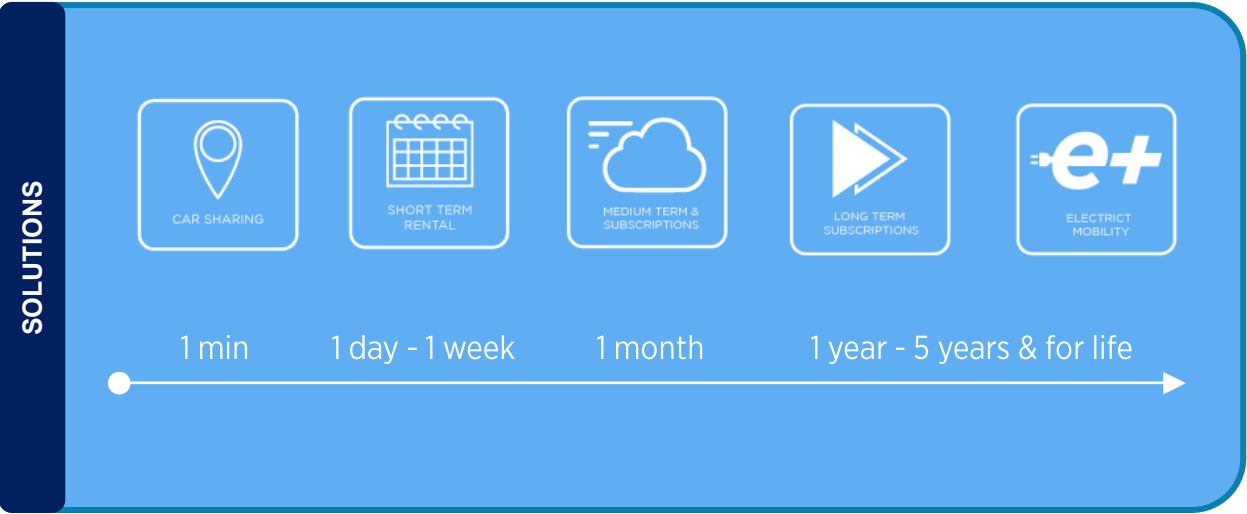 SOLUTIONS
CAR SHARING
SHORT TERM
RENTAL
MEDIUM TERM &
SUBSCRIPTIONS
LONG TERM
SUBSCRIPTIONS
e+
ELECTRICT
MOBILITY
1 min
1 day - 1 week
1 month
1 year - 5 years & for life